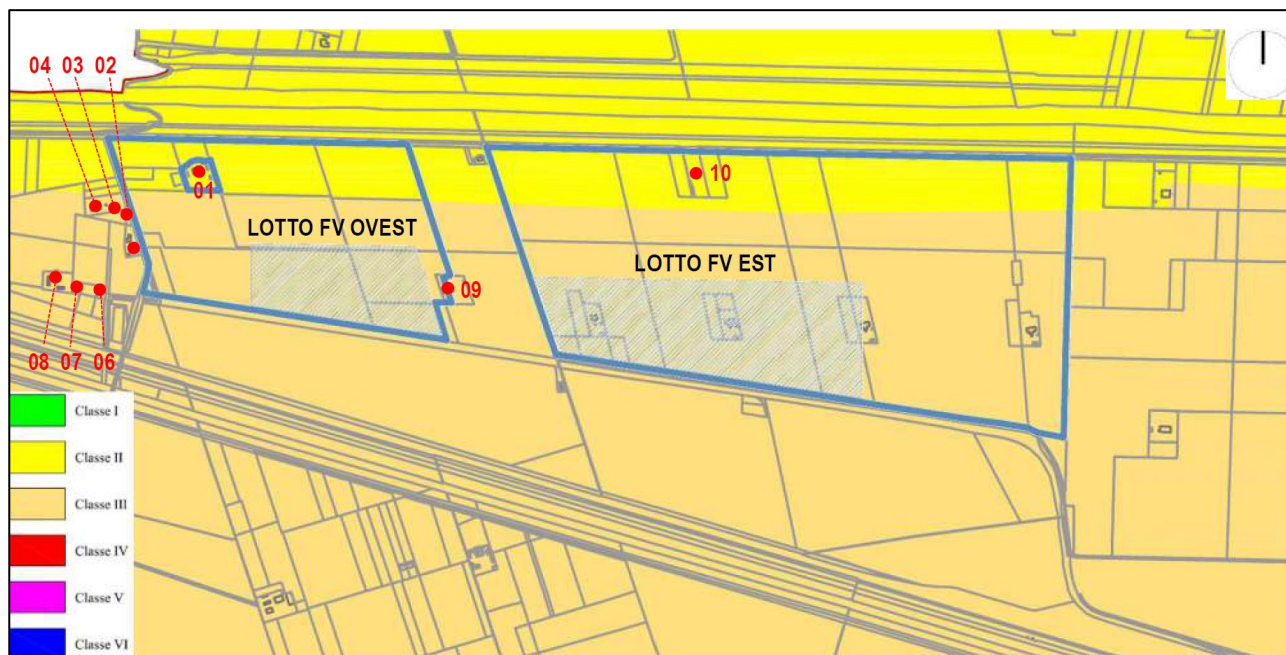 04 03 02
01
10
LOTTO FV OVEST
LOTTO FV EST
09
08 07 06
Classe I
Classe II
Classe III
Classe IV
Classe V
Classe VI